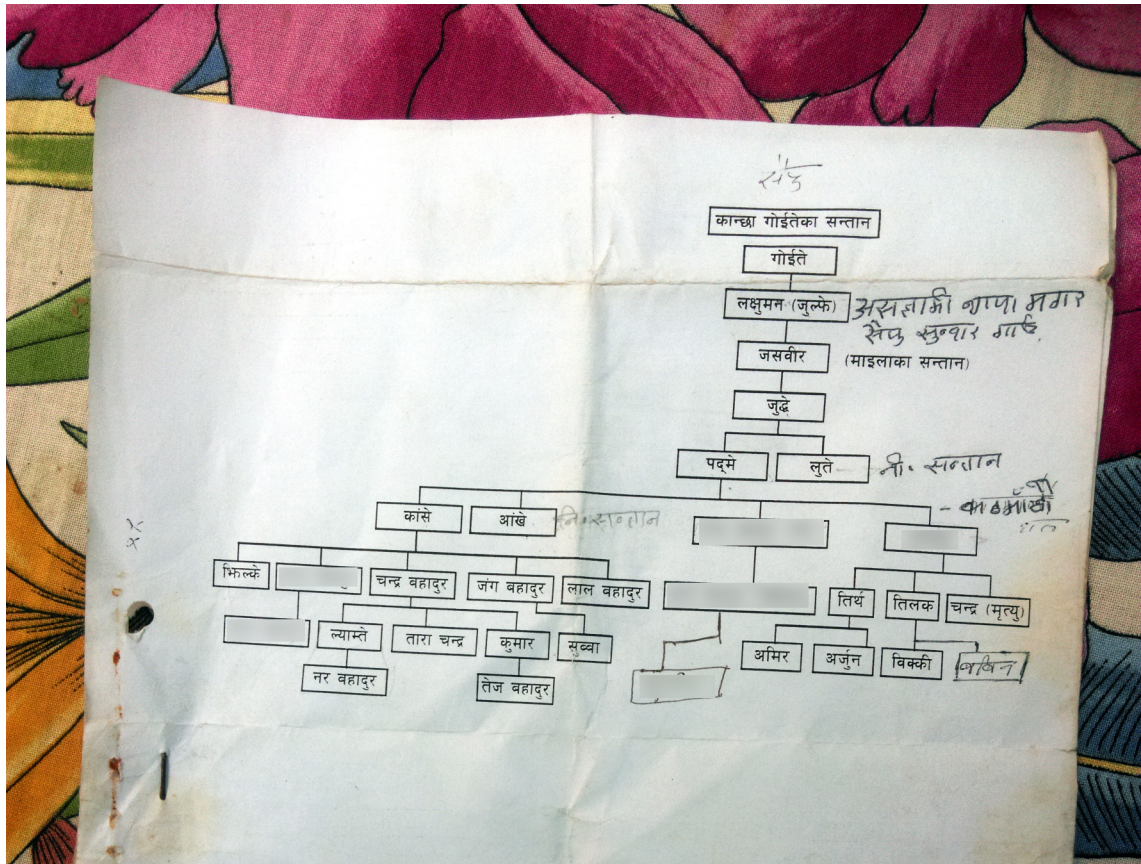 सैंपु
कान्छा गोईतेका सन्तान
गोईते
लक्षुमन (जुल्फे)
थापा मगर
सैपु सुन्वार गाई
जसवीर (माइलाका सन्तान)
जुद्धे
पद्मे लुते नी. सन्तान
कांसे आंखे नि:सन्तान
झिल्के चन्द्र बहादुर जंग बहादुर लाल बहादुर तिर्थ तिलक चन्द्र (मृत्यु)
ल्याम्ते तारा चन्द्र कुमार सुब्बा अमिर अर्जुन विक्की
नर बहादुर तेज बहादुर